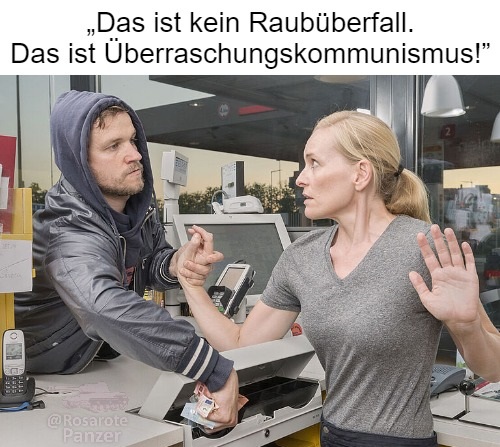 „Das ist kein Raubüberfall.
Das ist Überraschungskommunismus!”
@Rosarote
Panzer